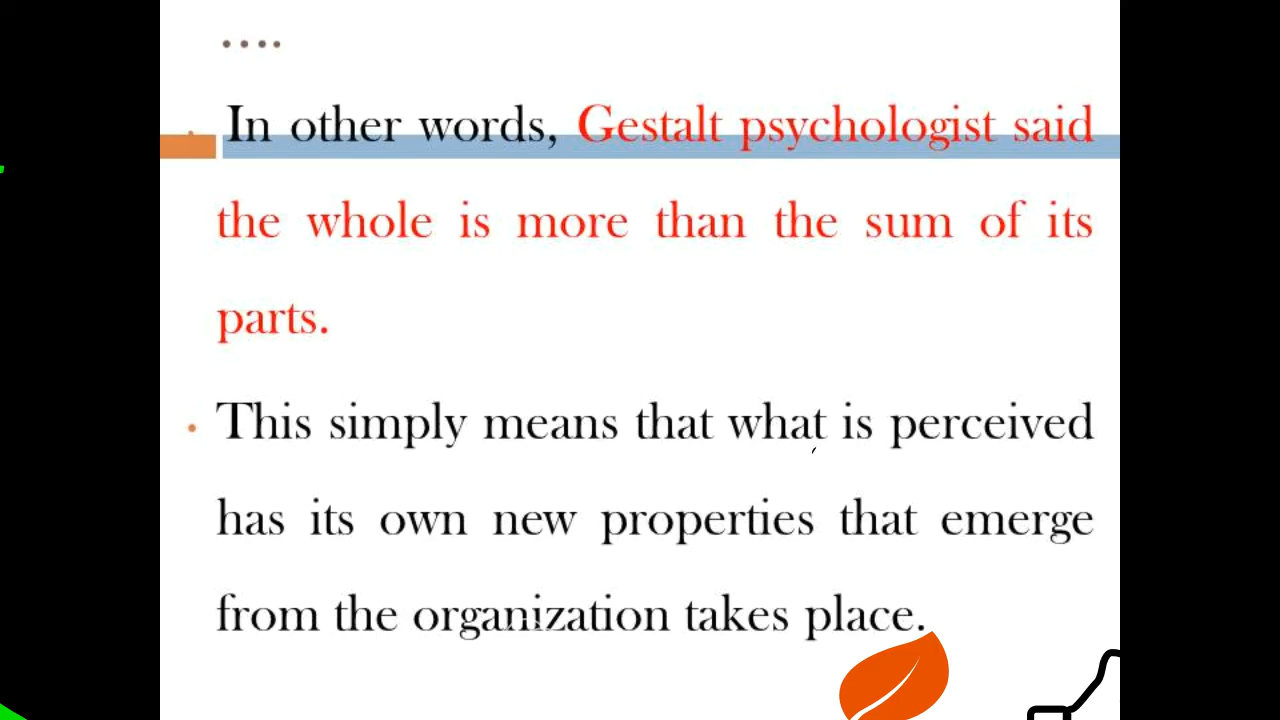 ....
In other words, Gestalt psychologist said
the whole is more than the sum of its
parts.
• This simply means that what is perceived
has its own new properties that emerge
from the organization takes place.